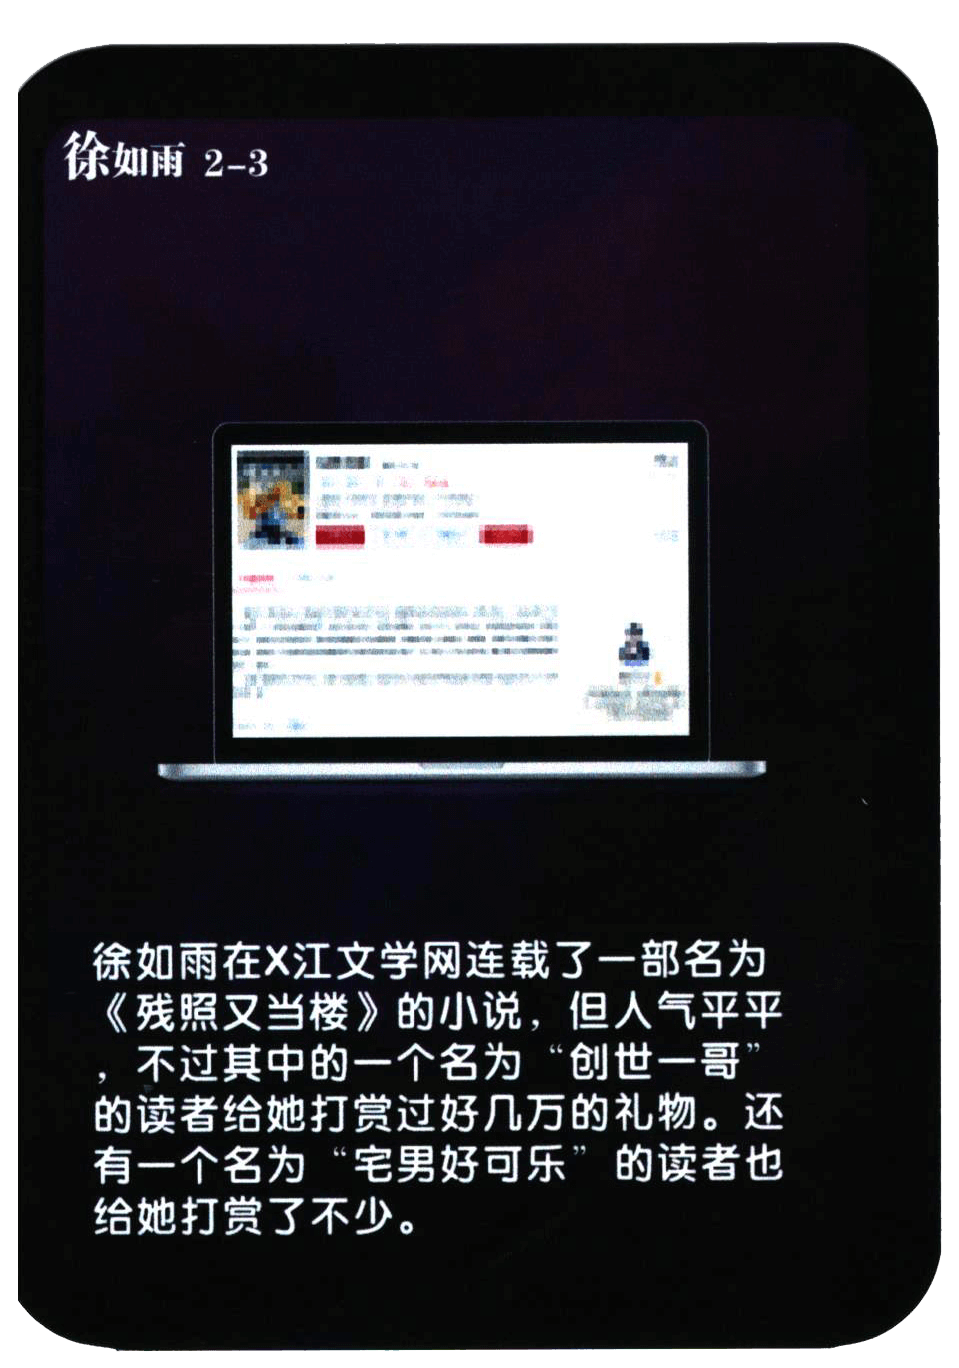 徐如雨 2-3
徐如雨在X江文学网连载了一部名为
《残照又当楼》的小说，但人气平平
，不过其中的一个名为“创世一哥”
的读者给她打赏过好几万的礼物。还
有一个名为“宅男好可乐”的读者也
给她打赏了不少。